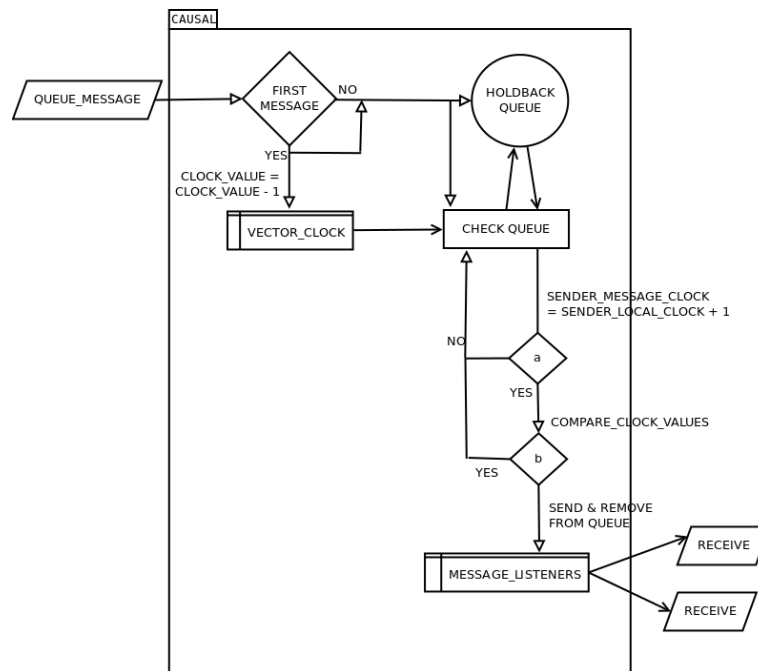 CAUSAL
QUEUE_MESSAGE
FIRST
MESSAGE
NO
HOLDBACK
QUEUE
YES
CLOCK_VALUE =
CLOCK_VALUE - 1
VECTOR_CLOCK
CHECK QUEUE
SENDER_MESSAGE_CLOCK
= SENDER_LOCAL_CLOCK + 1
NO
a
YES
COMPARE_CLOCK_VALUES
b
YES
SEND & REMOVE
FROM QUEUE
MESSAGE_LISTENERS
RECEIVE
RECEIVE